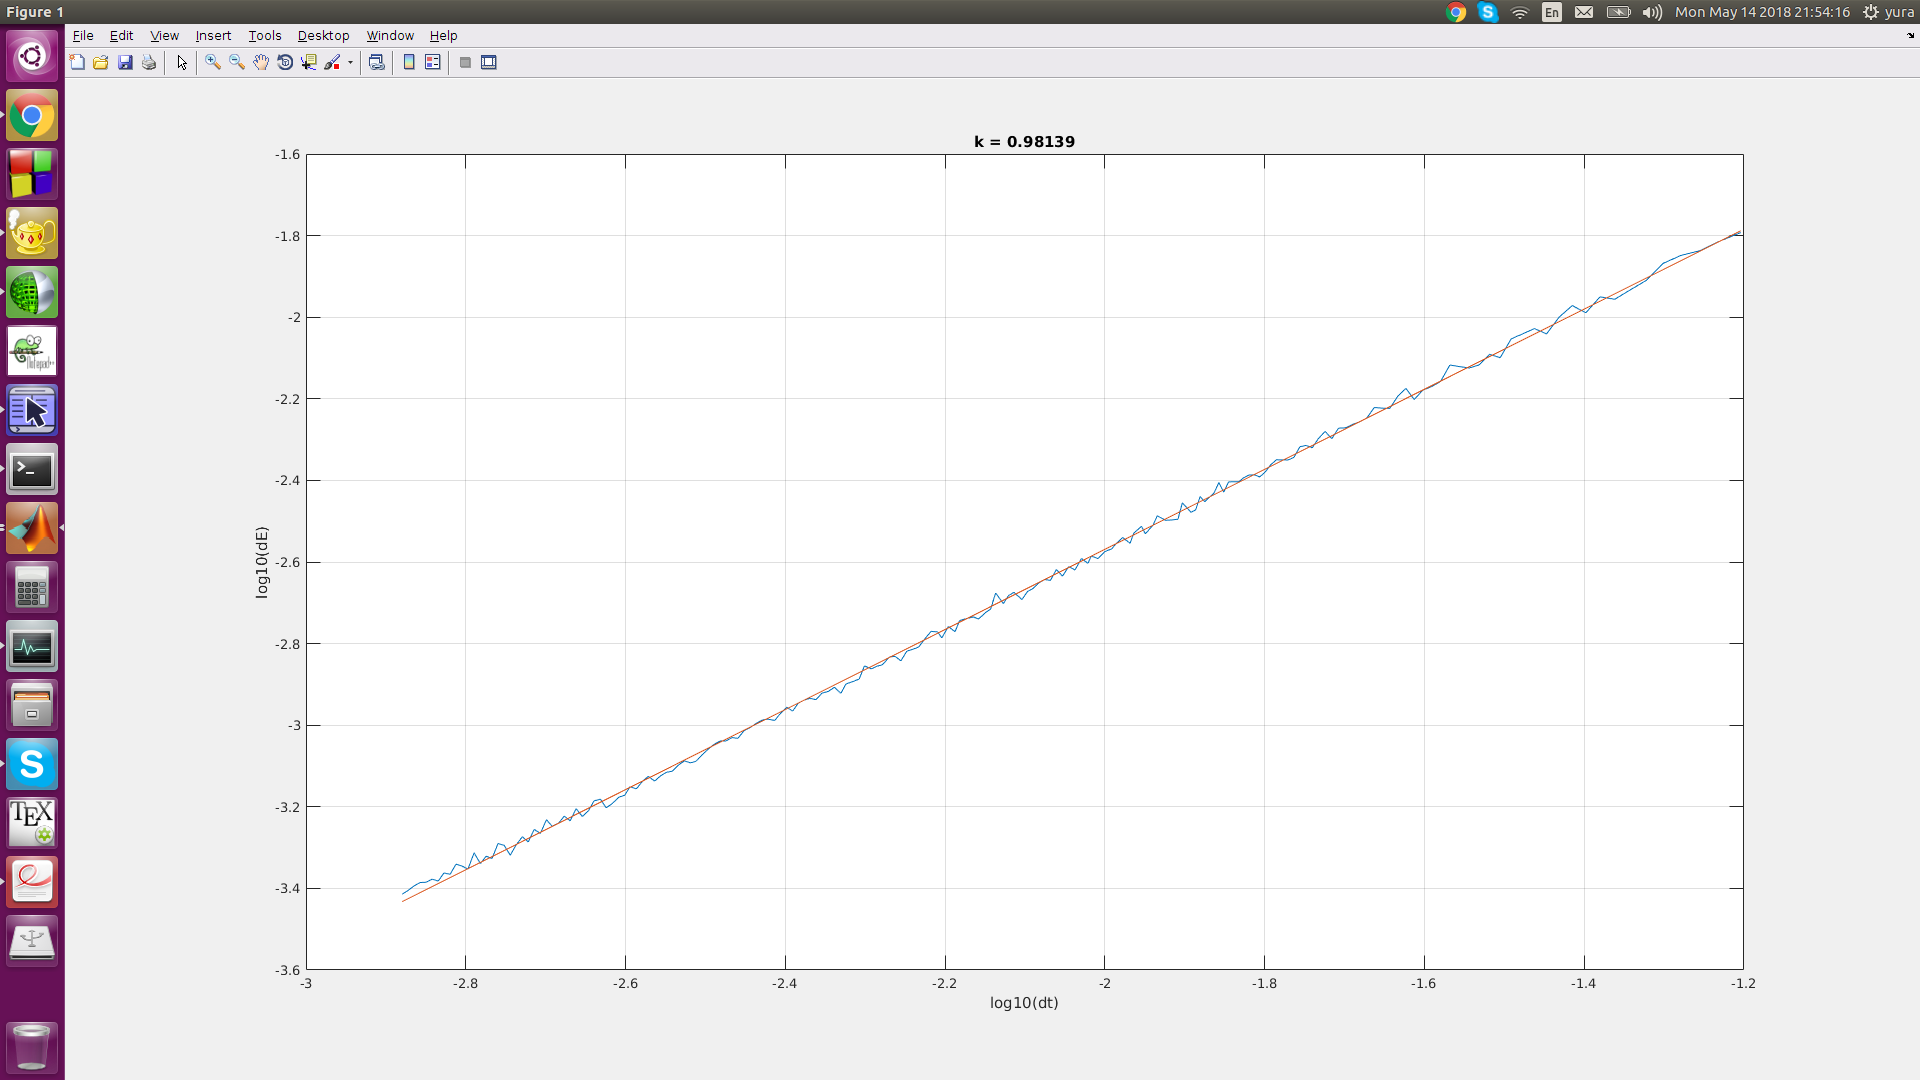 Figure 1
En
Mon May 14 2018 21:54:16
yura
File Edit View Insert Tools Desktop Window Help
k = 0.98139
-1.6
-1.8
-2
-2.2
-2.4
-2.6
-2.8
-3
-3.2
-3.4
-3.6
log10(dE)
-3 -2.8 -2.6 -2.4 -2.2 -2 -1.8 -1.6 -1.4 -1.2
log10(dt)
Notepad++
>_
S
TEX